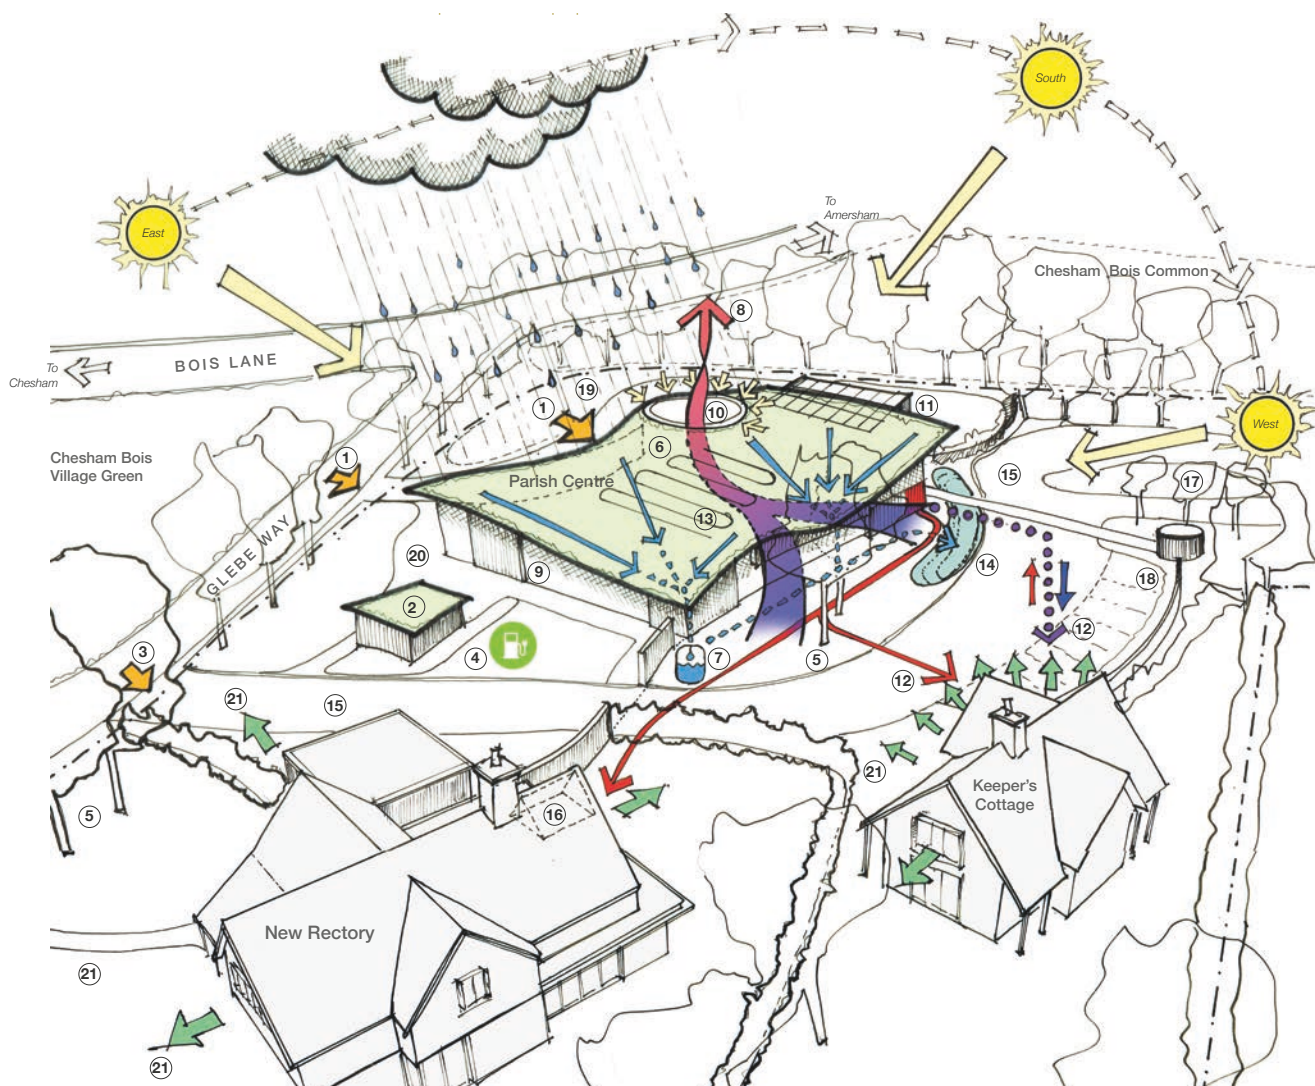 South
East
To
Amersham
Chesham Bois Common
8
BOIS LANE
To
Chesham
19
1
10
11
West
6
Chesham Bois
Village Green
1
Parish Centre
15
17
13
GLEBE WAY
20
9
14
18
2
12
3
4
7
5
12
21
15
21
Keeper's
Cottage
5
16
New Rectory
21
21